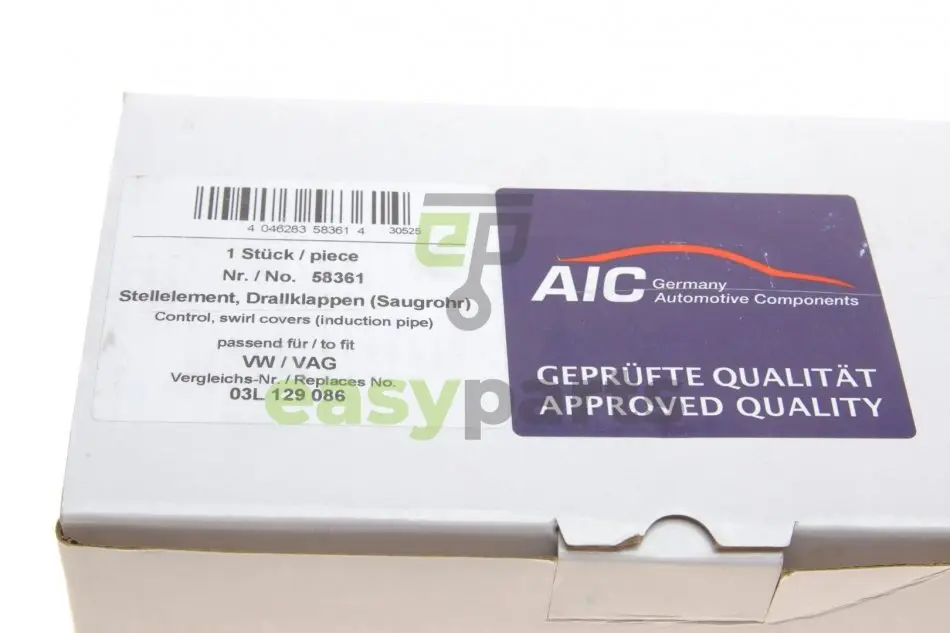 4 046283 58361 4 30525
1 Stück / piece
Nr. / No. 58361
Stellelement, Drallklappen (Saugrohr)
Control, swirl covers (induction pipe)
passend für / to fit
VW / VAG
Vergleichs-Nr. / Replaces No.
03L 129 086
AIC Germany
Automotive Components
GEPRÜFTE QUALITÄT
APPROVED QUALITY
ep
easyparts